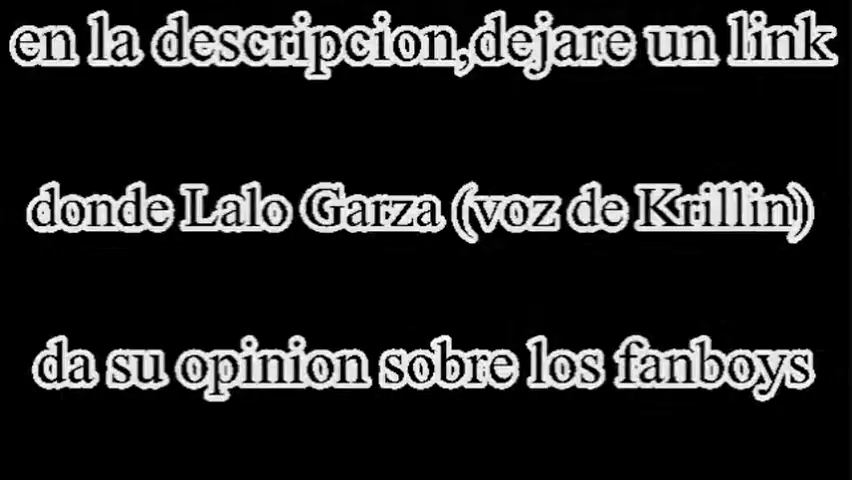 en la descripcion,dejare un link
donde Lalo Garza (voz de Krillin)
da su opinion sobre los fanboys